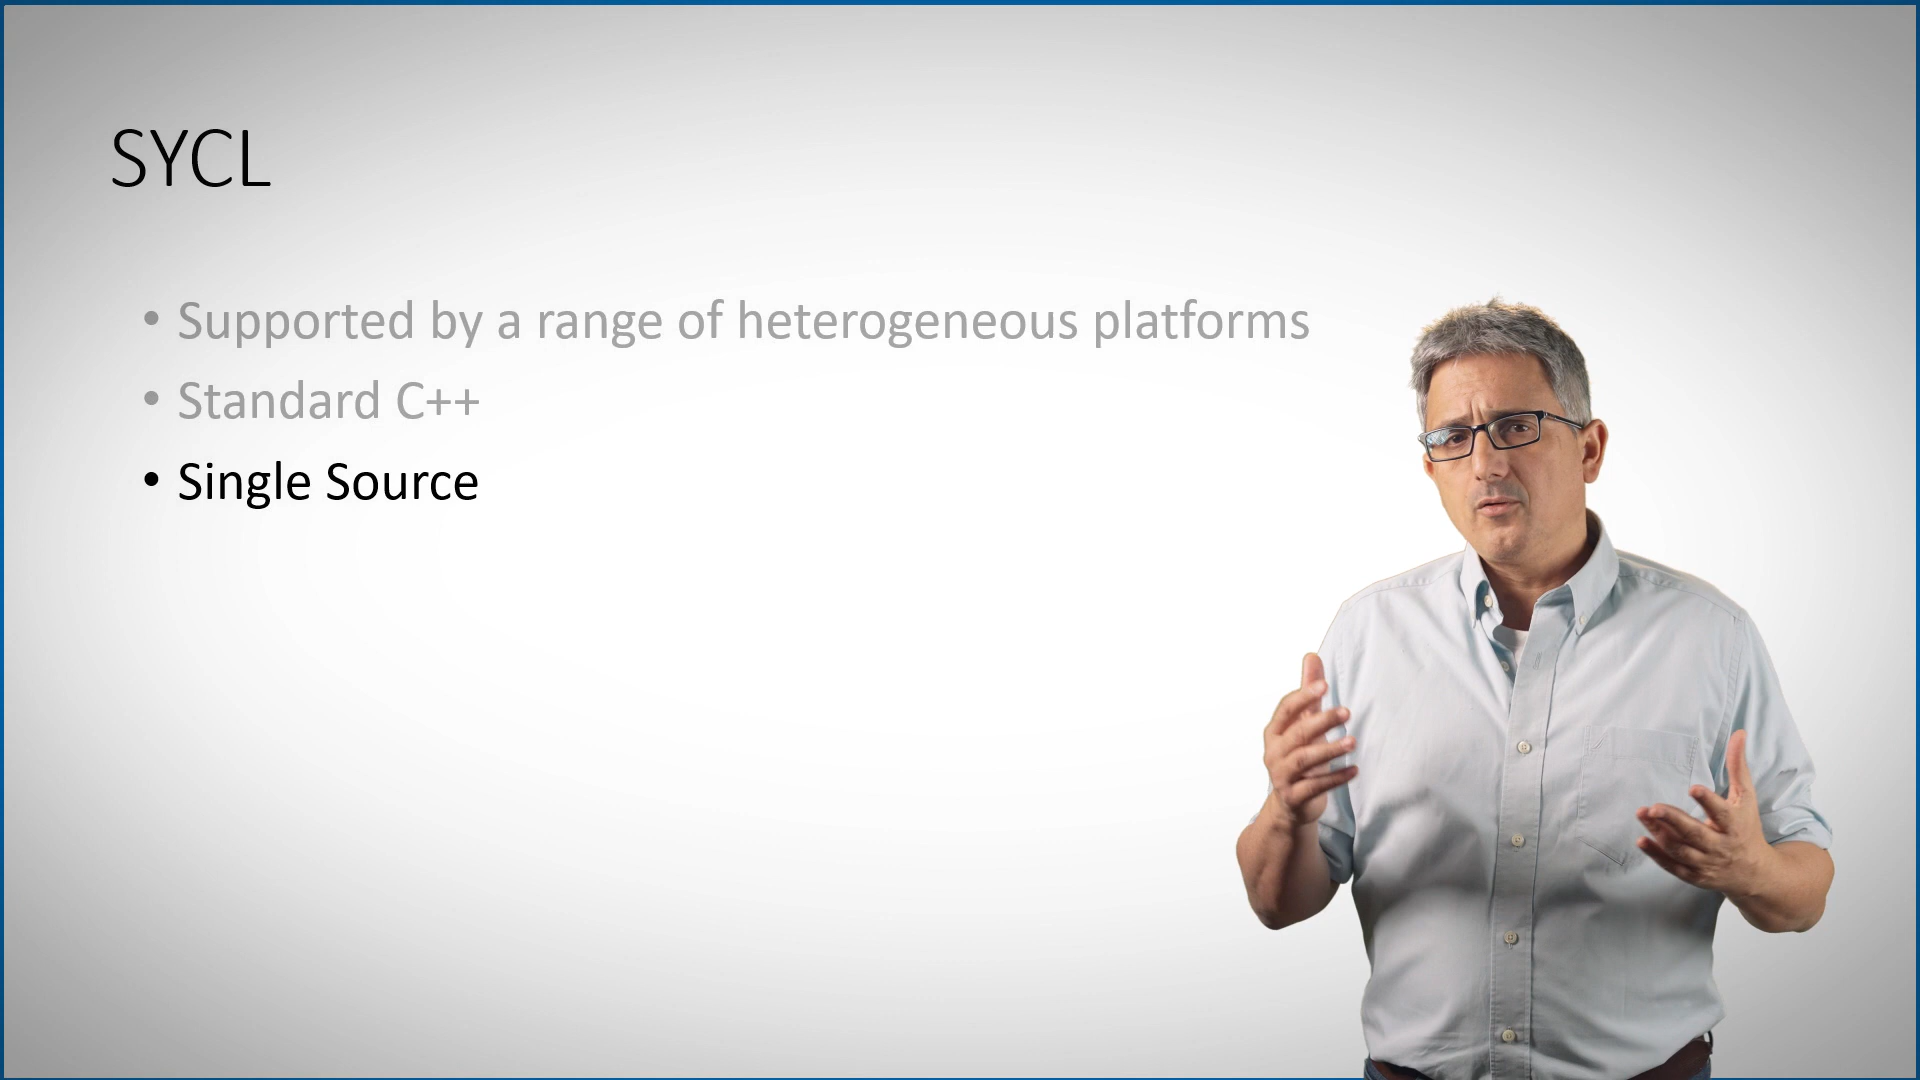 SYCL
• Supported by a range of heterogeneous platforms
• Standard C++
• Single Source